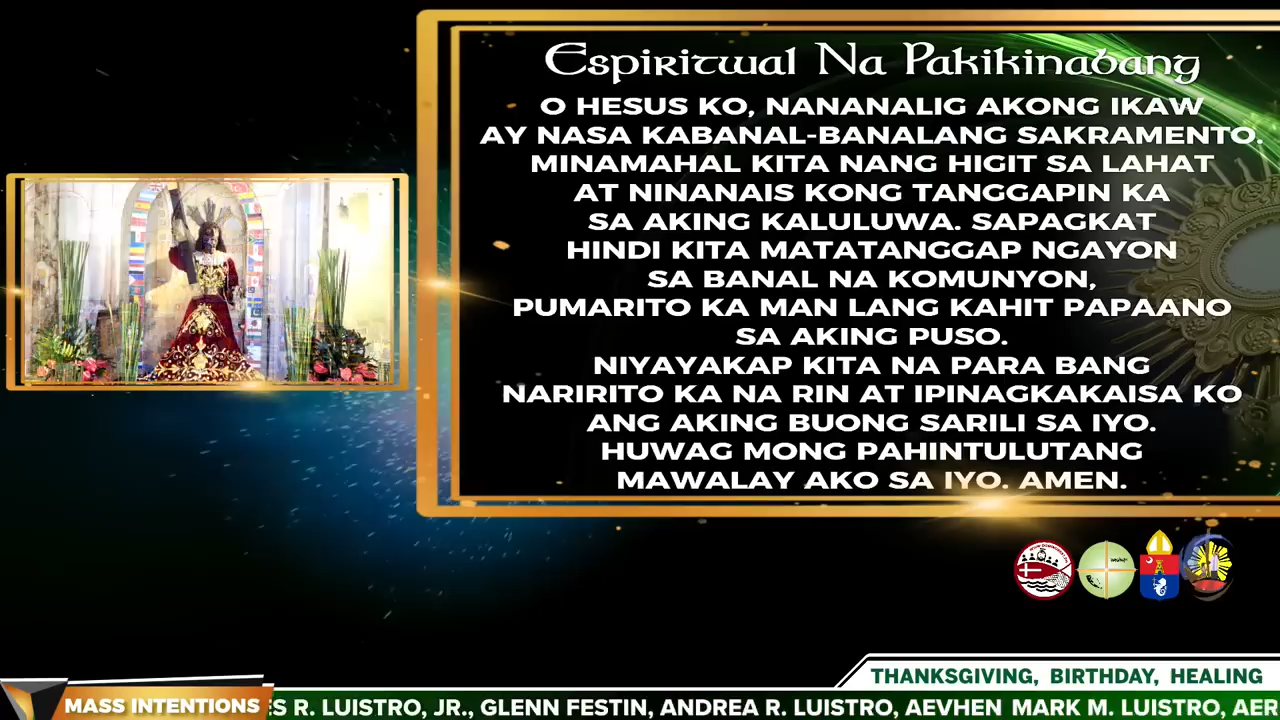 Espiritwal Na Pakikinabang
O HESUS KO, NANANALIG AKONG IKAW
AY NASA KABANAL-BANALANG SAKRAMENTO.
MINAMAHAL KITA NANG HIGIT SA LAHAT
AT NINANAIS KONG TANGGAPIN KA
SA AKING KALULUWA. SAPAGKAT
HINDI KITA MATATANGGAP NGAYON
SA BANAL NA KOMUNYON,
PUMARITO KA MAN LANG KAHIT PAPAANO
SA AKING PUSO.
NIYAYAKAP KITA NA PARA BANG
NARIRITO KA NA RIN AT IPINAGKAKAISA KO
ANG AKING BUONG SARILI SA IYO.
HUWAG MONG PAHINTULUTANG
MAWALAY AKO SA IYO. AMEN.
THANKSGIVING, BIRTHDAY, HEALING
MASS INTENTIONS
ES R. LUISTRO, JR., GLENN FESTIN, ANDREA R. LUISTRO, AEVHEN MARK M. LUISTRO, AER